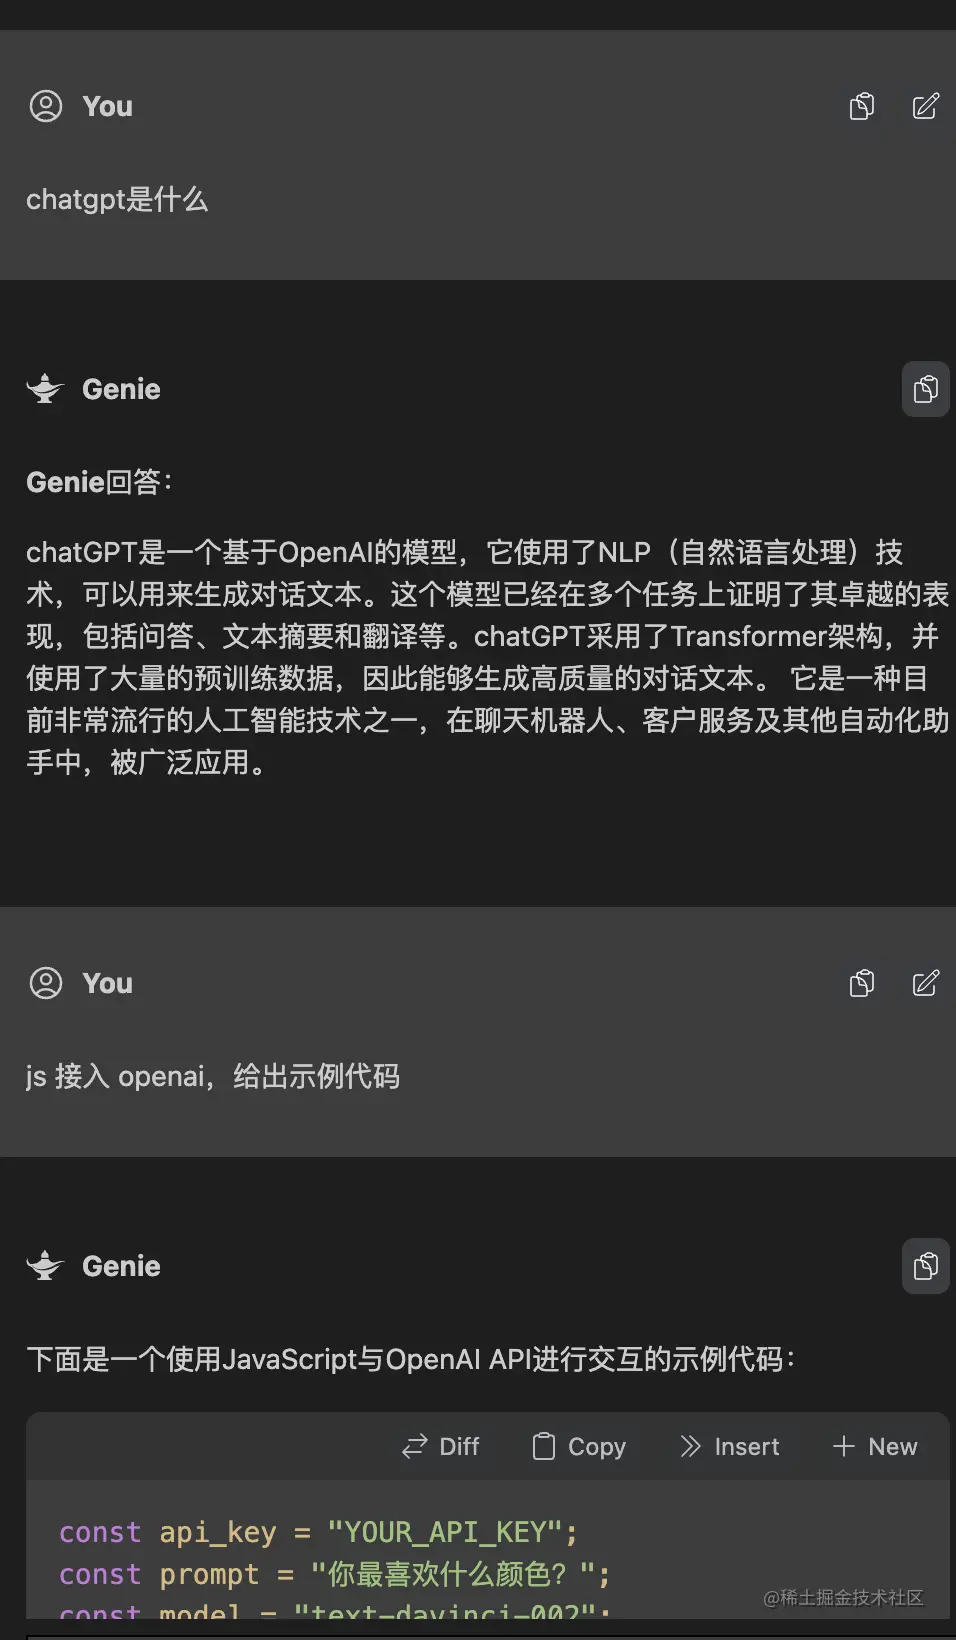 You
chatgpt是什么
Genie
Genie回答：
chatGPT是一个基于OpenAI的模型，它使用了NLP（自然语言处理）技
术，可以用来生成对话文本。这个模型已经在多个任务上证明了其卓越的表
现，包括问答、文本摘要和翻译等。chatGPT采用了Transformer架构，并
使用了大量的预训练数据，因此能够生成高质量的对话文本。 它是一种目
前非常流行的人工智能技术之一，在聊天机器人、客户服务及其他自动化助
手中，被广泛应用。
You
js 接入 openai，给出示例代码
Genie
下面是一个使用JavaScript与OpenAI API进行交互的示例代码：
Diff Copy Insert New
const api_key = "YOUR_API_KEY";
const prompt = "你最喜欢什么颜色？";
const model = "text-davinci-002";
@稀土掘金技术社区